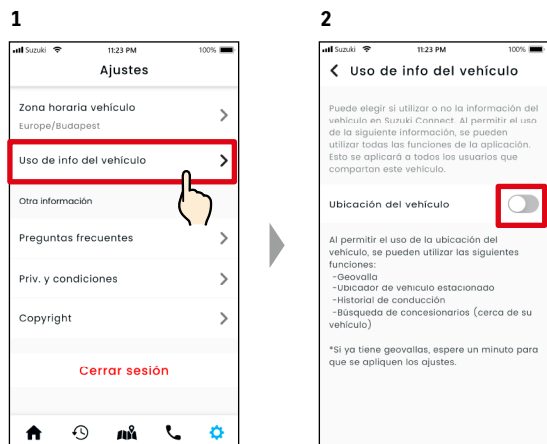 1
Suzuki 11:23 PM 100%
Ajustes
Zona horaria vehículo
Europe/Budapest
Uso de info del vehículo
Otra información
Preguntas frecuentes
Priv. y condiciones
Copyright
Cerrar sesión
2
Suzuki 11:23 PM 100%
Uso de info del vehículo
Puede elegir si utilizar o no la información del
vehículo en Suzuki Connect. Al permitir el uso
de la siguiente información, se pueden
utilizar todas las funciones de la aplicación.
Esto se aplicará a todos los usuarios que
compartan este vehículo.
Ubicación del vehículo
Al permitir el uso de la ubicación del
vehículo, se pueden utilizar las siguientes
funciones:
-Geovalla
-Ubicador de vehículo estacionado
-Historial de conducción
-Búsqueda de concesionarios (cerca de su
vehículo)
*Si ya tiene geovallas, espere un minuto para
que se apliquen los ajustes.